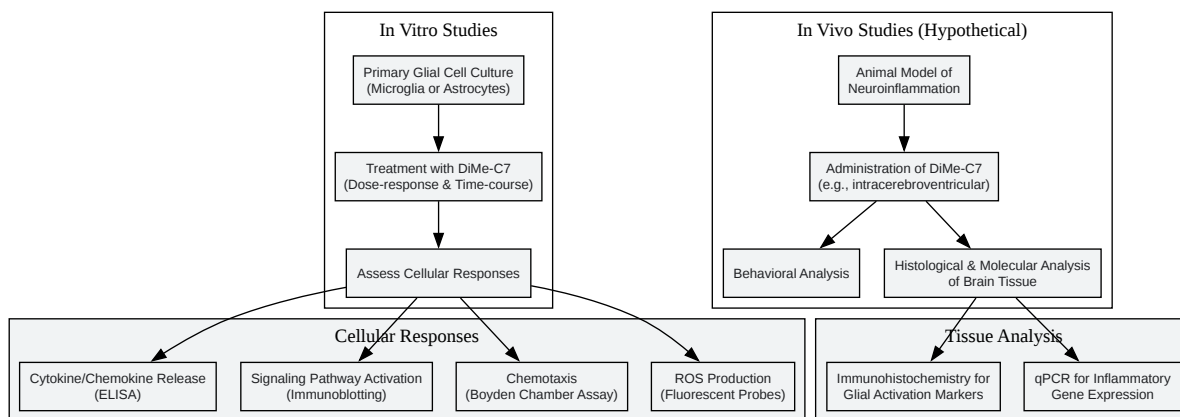 In Vitro Studies
Primary Glial Cell Culture
(Microglia or Astrocytes)
Treatment with DiMe-C7
(Dose-response & Time-course)
Assess Cellular Responses
Cellular Responses
Cytokine/Chemokine Release
(ELISA)
Signaling Pathway Activation
(Immunoblotting)
Chemotaxis
(Boyden Chamber Assay)
ROS Production
(Fluorescent Probes)
In Vivo Studies (Hypothetical)
Animal Model of
Neuroinflammation
Administration of DiMe-C7
(e.g., intracerebroventricular)
Behavioral Analysis
Histological & Molecular Analysis
of Brain Tissue
Tissue Analysis
Immunohistochemistry for
Glial Activation Markers
qPCR for Inflammatory
Gene Expression